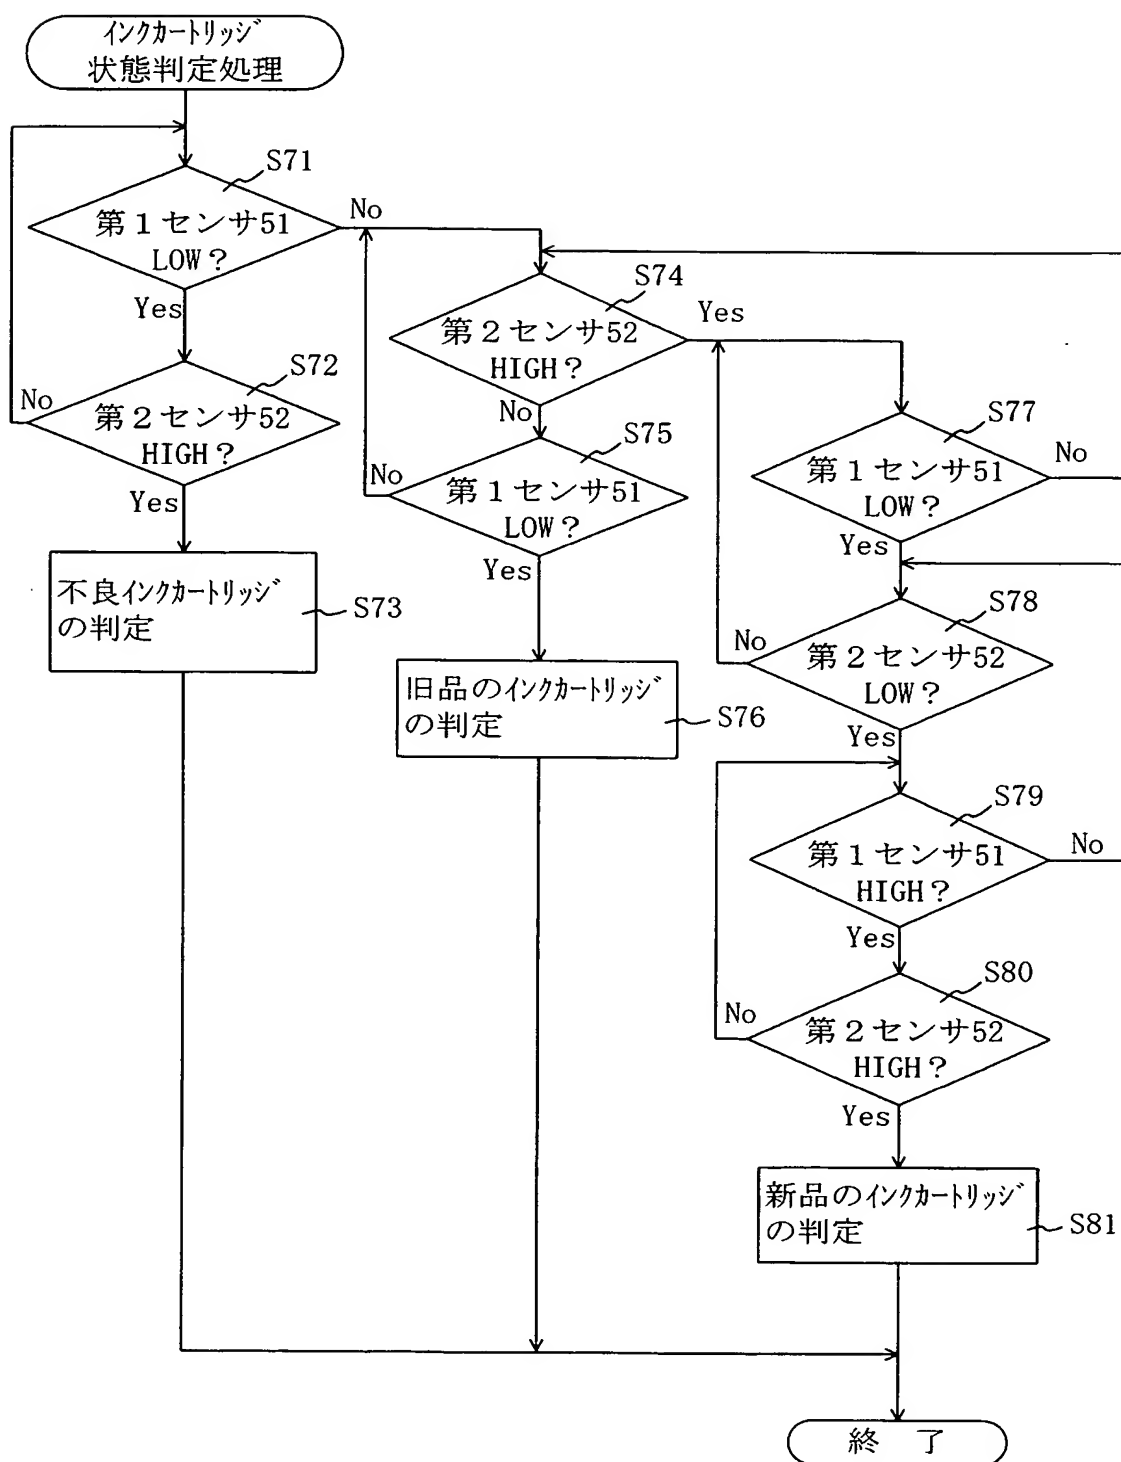 インクカートリッジ
状態判定処理
S71
第1センサ51
LOW?
No
Yes
S72
第2センサ52
HIGH?
No
Yes
不良インクカートリッジ
の判定
S73
S74
第2センサ52
HIGH?
Yes
No
S75
第1センサ51
LOW?
No
Yes
旧品のインクカートリッジ
の判定
S76
S77
第1センサ51
LOW?
No
Yes
S78
第2センサ52
LOW?
No
Yes
S79
第1センサ51
HIGH?
No
Yes
S80
第2センサ52
HIGH?
No
Yes
新品のインクカートリッジ
の判定
S81
終 了